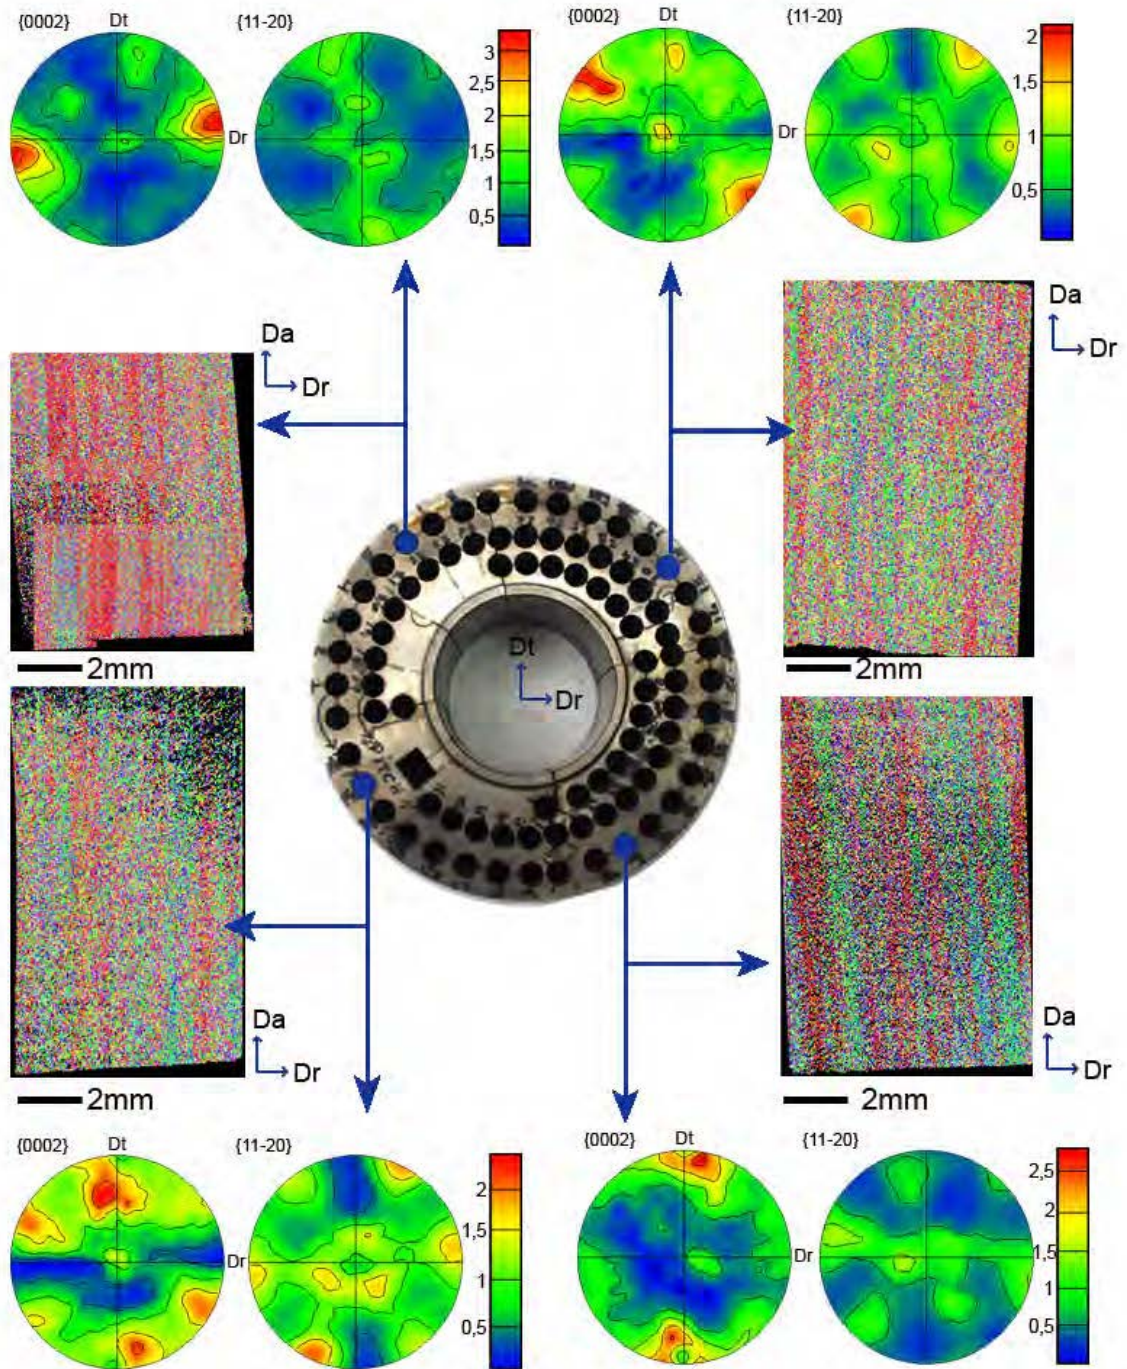 {0002} Dt {11-20}
Dr
3
2,5
2
1,5
1
0,5
{0002} Dt {11-20}
Dr
2
1,5
1
0,5
Da
Dr
2mm
Da
Dr
2mm
Dt
Dr
Da
Dr
2mm
Da
Dr
2mm
{0002} Dt {11-20}
Dr
2
1,5
1
0,5
{0002} Dt {11-20}
Dr
2,5
2
1,5
1
0,5